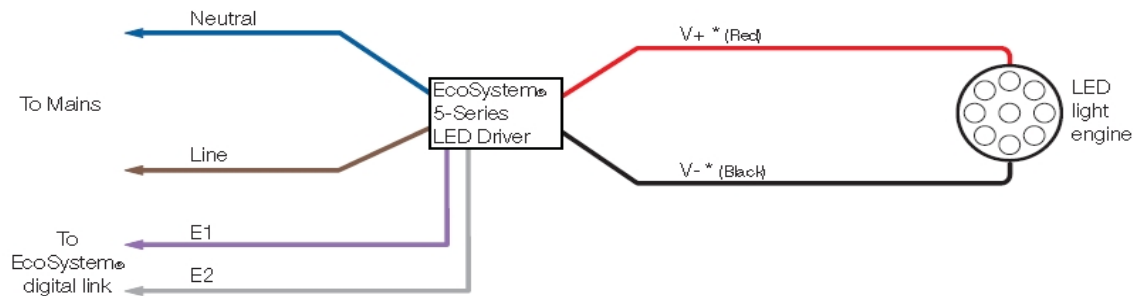 Neutral
To Mains
Line
To
EcoSystem®
digital link
E1
E2
EcoSystem®
5-Series
LED Driver
V+ * (Red)
V- * (Black)
LED
light
engine